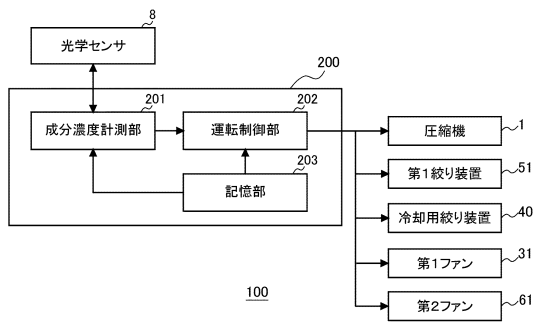 8
光学センサ
200
201
成分濃度計測部
202
運転制御部
203
記憶部
圧縮機
1
第1絞り装置
51
冷却用絞り装置
40
第1ファン
31
第2ファン
61
100